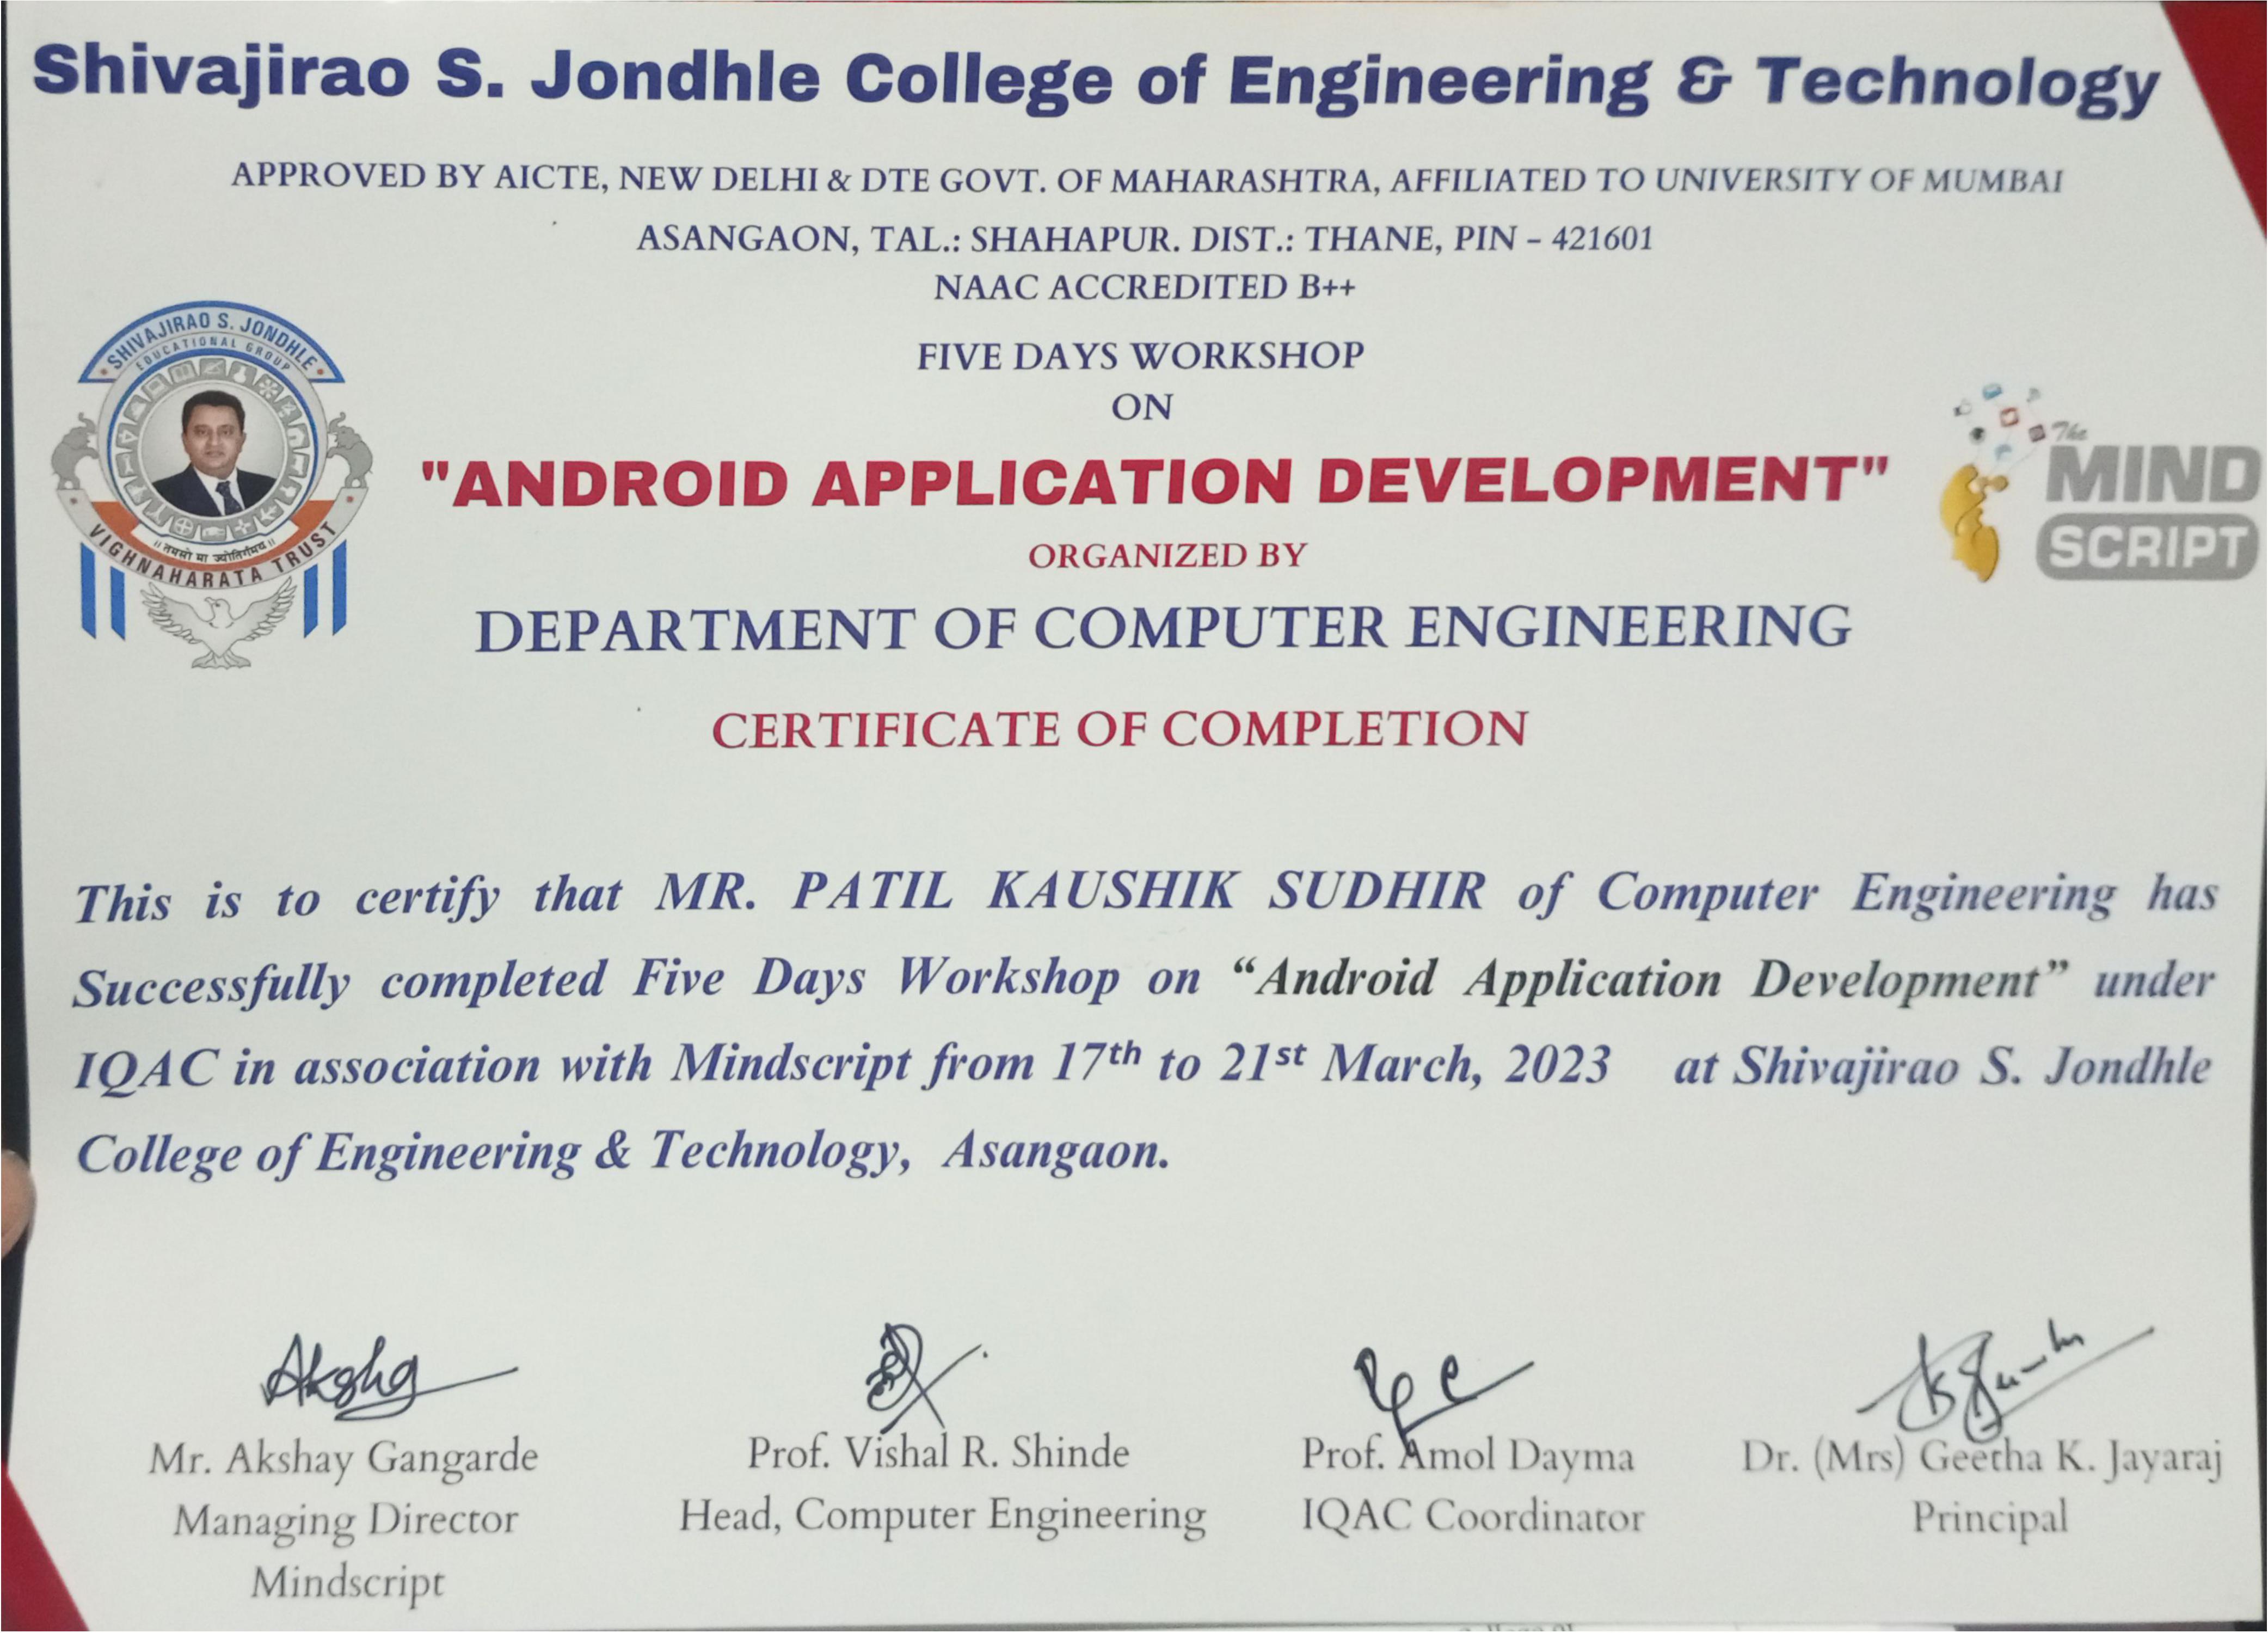 Shivajirao S. Jondhle College of Engineering & Technology
APPROVED BY AICTE, NEW DELHI & DTE GOVT. OF MAHARASHTRA, AFFILIATED TO UNIVERSITY OF MUMBAI
ASANGAON, TAL.: SHAHAPUR. DIST.: THANE, PIN – 421601
NAAC ACCREDITED B++
SHIVAJIRAO S. JONDHLE
EDUCATIONAL GROUP
॥ तमसो मा ज्योतिर्गमय ॥
VIGHNAHARATA TRUST
FIVE DAYS WORKSHOP
ON
"ANDROID APPLICATION DEVELOPMENT"
The
MIND
SCRIPT
ORGANIZED BY
DEPARTMENT OF COMPUTER ENGINEERING
CERTIFICATE OF COMPLETION
This is to certify that MR. PATIL KAUSHIK SUDHIR of Computer Engineering has
Successfully completed Five Days Workshop on “Android Application Development” under
IQAC in association with Mindscript from 17th to 21st March, 2023 at Shivajirao S. Jondhle
College of Engineering & Technology, Asangaon.
Mr. Akshay Gangarde
Managing Director
Mindscript
Prof. Vishal R. Shinde
Head, Computer Engineering
Prof. Amol Dayma
IQAC Coordinator
Dr. (Mrs) Geetha K. Jayaraj
Principal